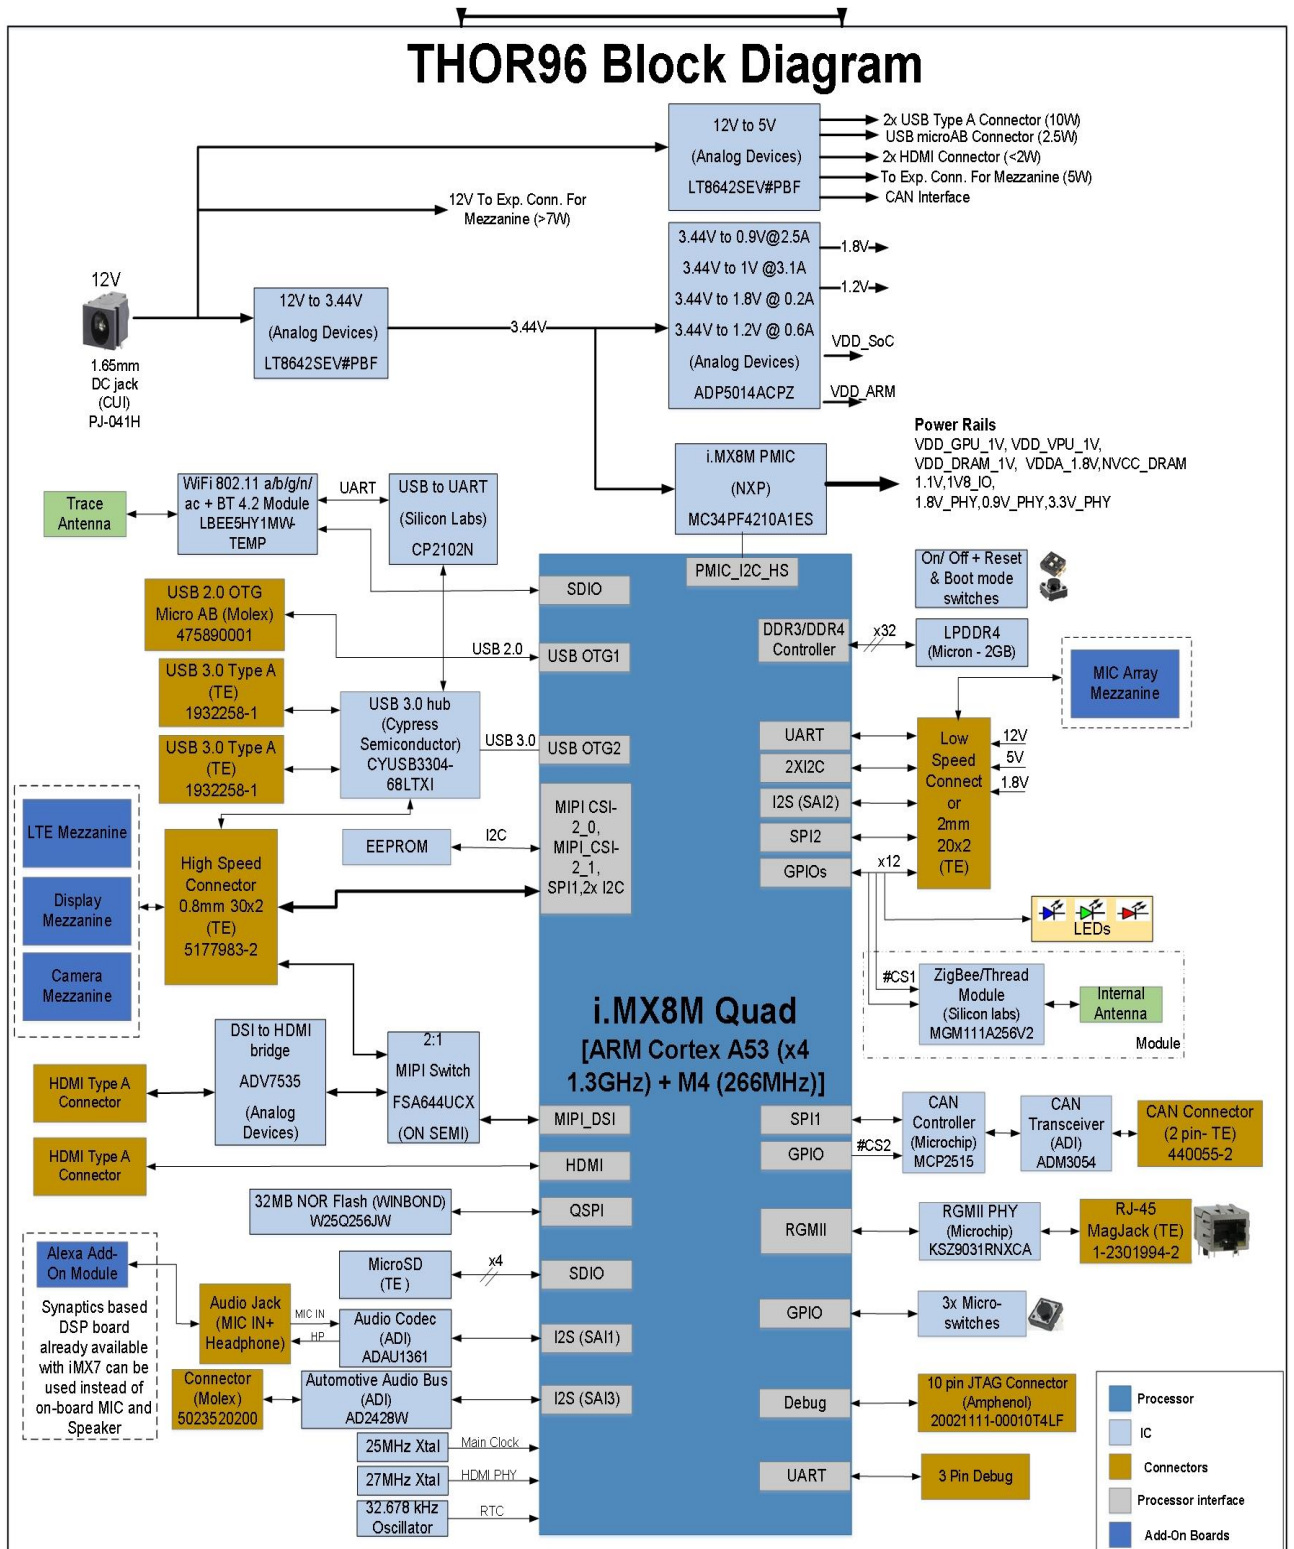 THOR96 Block Diagram
12V to 5V
(Analog Devices)
LT8642SEV#PBF
2x USB Type A Connector (10W)
USB microAB Connector (2.5W)
2x HDMI Connector (<2W)
To Exp. Conn. For Mezzanine (5W)
CAN Interface
12V To Exp. Conn. For
Mezzanine (>7W)
3.44V to 0.9V@2.5A
3.44V to 1V @3.1A
3.44V to 1.8V @ 0.2A
3.44V to 1.2V @ 0.6A
(Analog Devices)
ADP5014ACPZ
1.8V
1.2V
VDD_SoC
VDD_ARM
12V
1.65mm
DC jack
(CUI)
PJ-041H
12V to 3.44V
(Analog Devices)
LT8642SEV#PBF
3.44V
i.MX8M PMIC
(NXP)
MC34PF4210A1ES
Power Rails
VDD_GPU_1V, VDD_VPU_1V,
VDD_DRAM_1V, VDDA_1.8V,NVCC_DRAM
1.1V,1V8_IO,
1.8V_PHY,0.9V_PHY,3.3V_PHY
Trace
Antenna
WiFi 802.11 a/b/g/n/
ac + BT 4.2 Module
LBEE5HY1MW-
TEMP
UART
USB to UART
(Silicon Labs)
CP2102N
PMIC_I2C_HS
On/ Off + Reset
& Boot mode
switches
SDIO
USB 2.0 OTG
Micro AB (Molex)
475890001
USB 2.0
USB OTG1
DDR3/DDR4
Controller
x32
LPDDR4
(Micron - 2GB)
MIC Array
Mezzanine
USB 3.0 Type A
(TE)
1932258-1
USB 3.0 Type A
(TE)
1932258-1
USB 3.0 hub
(Cypress
Semiconductor)
CYUSB3304-
68LTXI
USB 3.0
USB OTG2
UART
2XI2C
I2S (SAI2)
SPI2
GPIOs
x12
Low
Speed
Connect
or
2mm
20x2
(TE)
12V
5V
1.8V
LTE Mezzanine
Display
Mezzanine
Camera
Mezzanine
High Speed
Connector
0.8mm 30x2
(TE)
5177983-2
EEPROM
I2C
MIPI CSI-
2_0,
MIPI_CSI-
2_1,
SPI1,2x I2C
LEDs
#CS1
ZigBee/Thread
Module
(Silicon labs)
MGM111A256V2
Internal
Antenna
Module
i.MX8M Quad
[ARM Cortex A53 (x4
1.3GHz) + M4 (266MHz)]
HDMI Type A
Connector
DSI to HDMI
bridge
ADV7535
(Analog
Devices)
2:1
MIPI Switch
FSA644UCX
(ON SEMI)
MIPI_DSI
HDMI Type A
Connector
HDMI
SPI1
GPIO
#CS2
CAN
Controller
(Microchip)
MCP2515
CAN
Transceiver
(ADI)
ADM3054
CAN Connector
(2 pin- TE)
440055-2
32MB NOR Flash (WINBOND)
W25Q256JW
QSPI
RGMII
RGMII PHY
(Microchip)
KSZ9031RNXCA
RJ-45
MagJack (TE)
1-2301994-2
Alexa Add-
On Module
Synaptics based
DSP board
already available
with iMX7 can be
used instead of
on-board MIC and
Speaker
MicroSD
(TE )
x4
SDIO
Audio Jack
(MIC IN+
Headphone)
MIC IN
HP
Audio Codec
(ADI)
ADAU1361
I2S (SAI1)
GPIO
3x Micro-
switches
Connector
(Molex)
5023520200
Automotive Audio Bus
(ADI)
AD2428W
I2S (SAI3)
Debug
10 pin JTAG Connector
(Amphenol)
20021111-00010T4LF
25MHz Xtal
Main Clock
27MHz Xtal
HDMI PHY
32.678 kHz
Oscillator
RTC
UART
3 Pin Debug
Processor
IC
Connectors
Processor interface
Add-On Boards